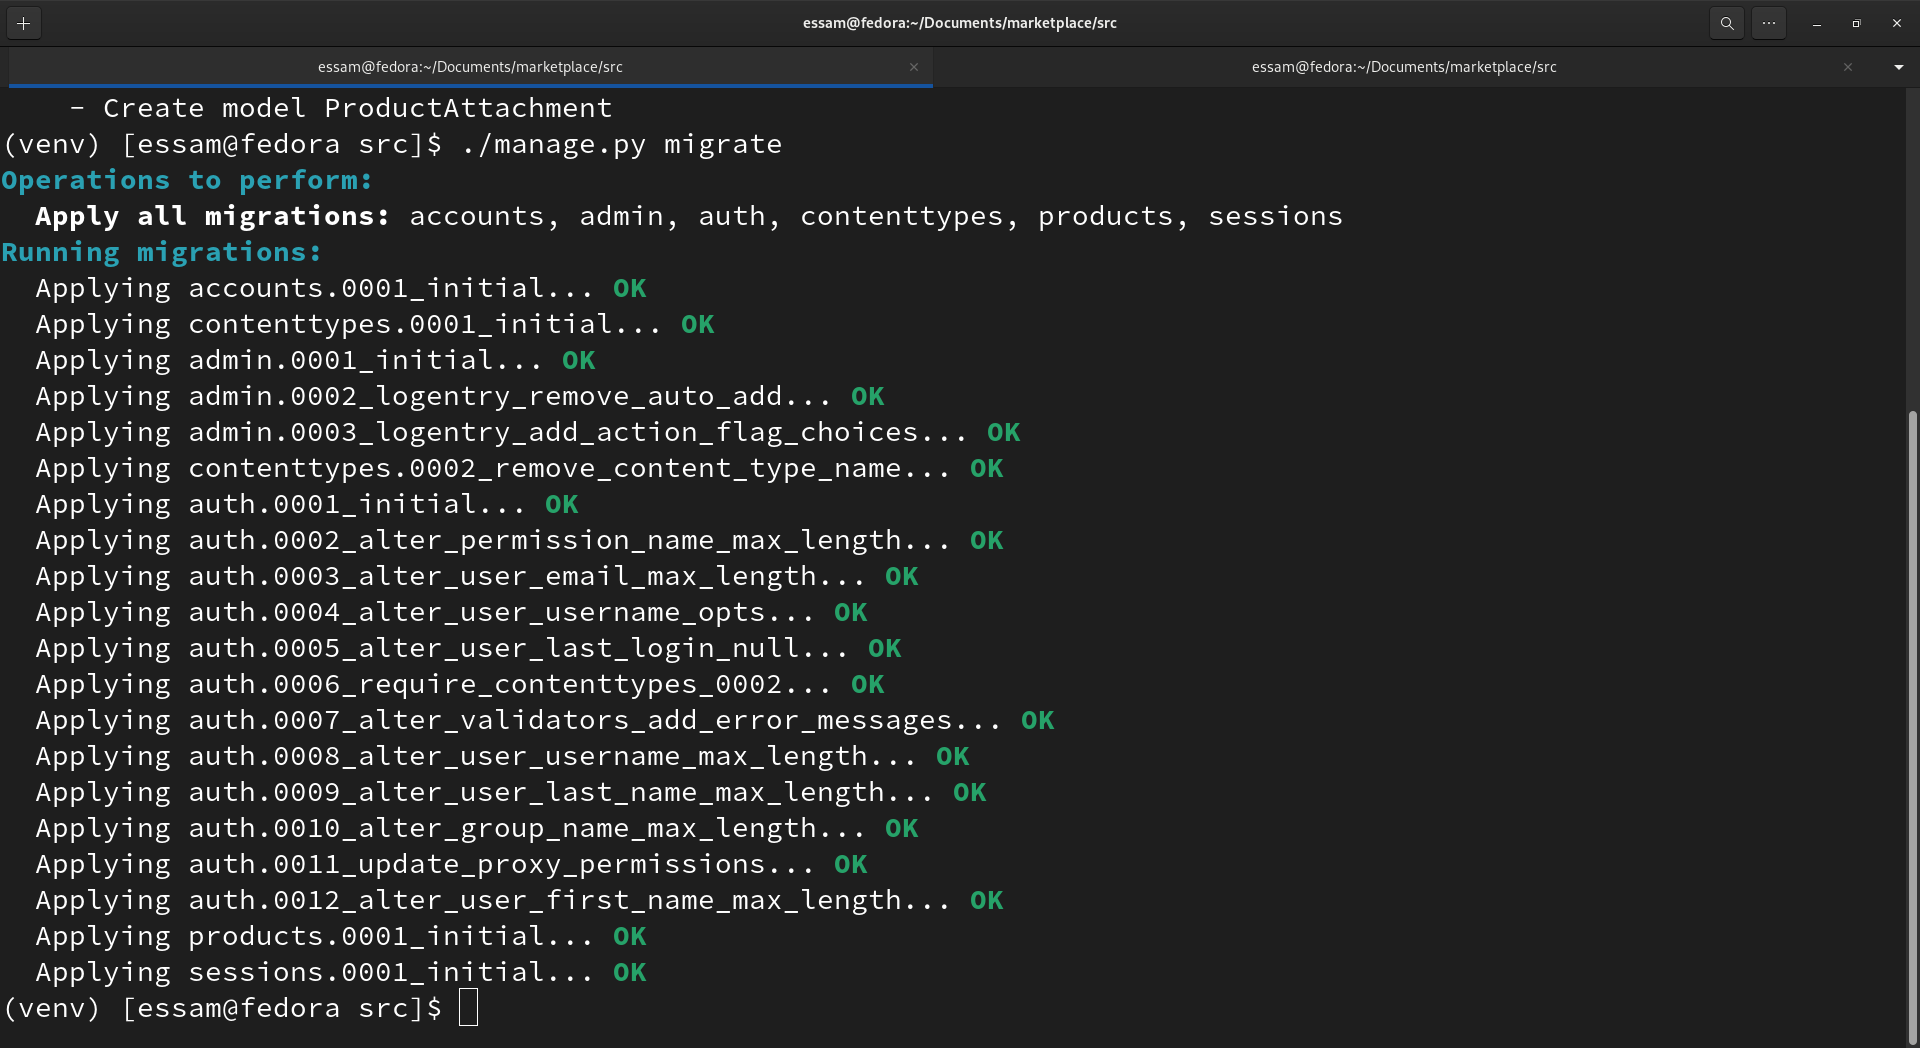 essam@fedora:~/Documents/marketplace/src
essam@fedora:~/Documents/marketplace/src
essam@fedora:~/Documents/marketplace/src
- Create model ProductAttachment
(venv) [essam@fedora src]$ ./manage.py migrate
Operations to perform:
Apply all migrations: accounts, admin, auth, contenttypes, products, sessions
Running migrations:
Applying accounts.0001_initial... OK
Applying contenttypes.0001_initial... OK
Applying admin.0001_initial... OK
Applying admin.0002_logentry_remove_auto_add... OK
Applying admin.0003_logentry_add_action_flag_choices... OK
Applying contenttypes.0002_remove_content_type_name... OK
Applying auth.0001_initial... OK
Applying auth.0002_alter_permission_name_max_length... OK
Applying auth.0003_alter_user_email_max_length... OK
Applying auth.0004_alter_user_username_opts... OK
Applying auth.0005_alter_user_last_login_null... OK
Applying auth.0006_require_contenttypes_0002... OK
Applying auth.0007_alter_validators_add_error_messages... OK
Applying auth.0008_alter_user_username_max_length... OK
Applying auth.0009_alter_user_last_name_max_length... OK
Applying auth.0010_alter_group_name_max_length... OK
Applying auth.0011_update_proxy_permissions... OK
Applying auth.0012_alter_user_first_name_max_length... OK
Applying products.0001_initial... OK
Applying sessions.0001_initial... OK
(venv) [essam@fedora src]$